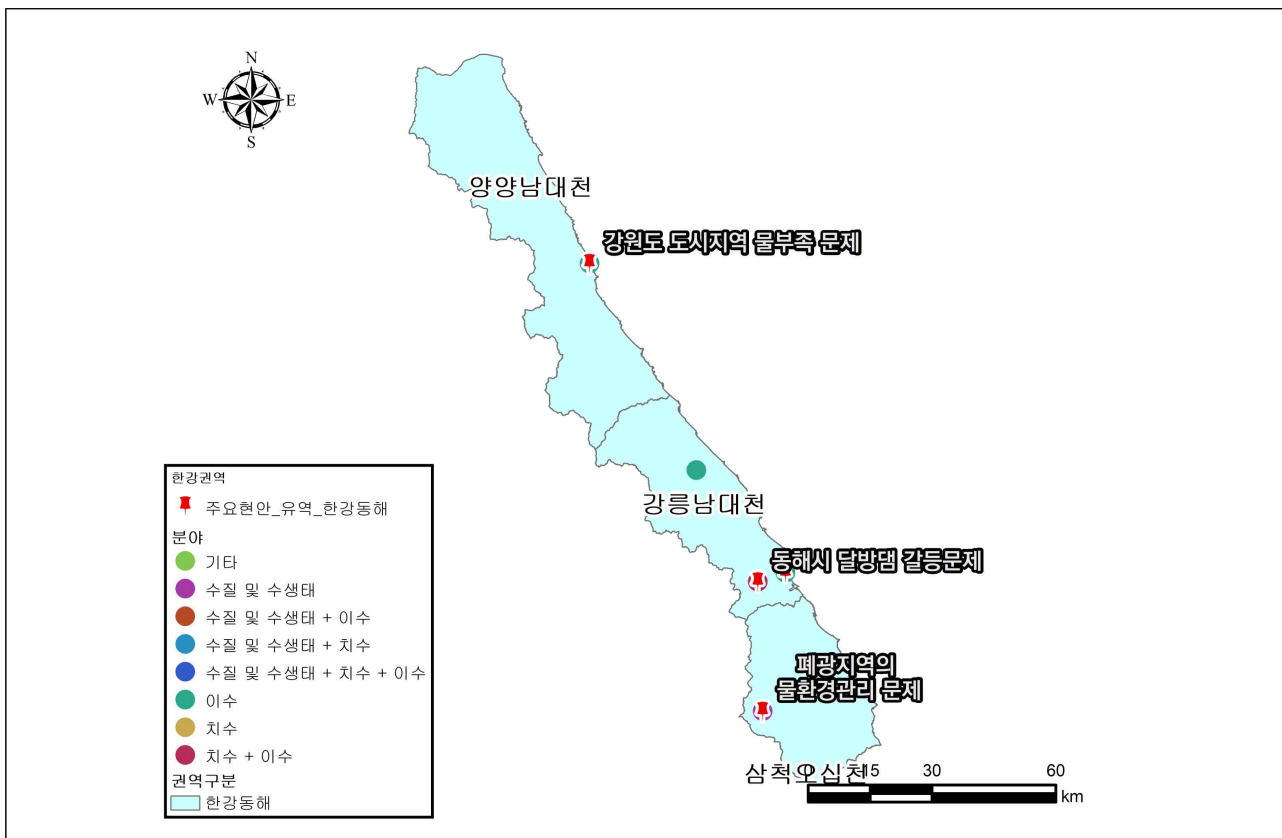 N
W
E
S
양양남대천
강원도 도시지역 물부족 문제
강릉남대천
동해시 달방댐 갈등문제
폐광지역의
물환경관리 문제
삼척오십천
0 15 30 60
km
한강권역
주요현안_유역_한강동해
분야
기타
수질 및 수생태
수질 및 수생태 + 이수
수질 및 수생태 + 치수
수질 및 수생태 + 치수 + 이수
이수
치수
치수 + 이수
권역구분
한강동해